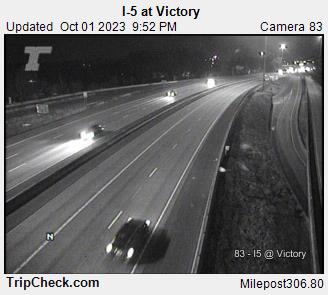 I-5 at Victory
Updated Oct 01 2023 9:52 PM Camera 83
N
83 - I5 @ Victory
TripCheck.com Milepost306.80